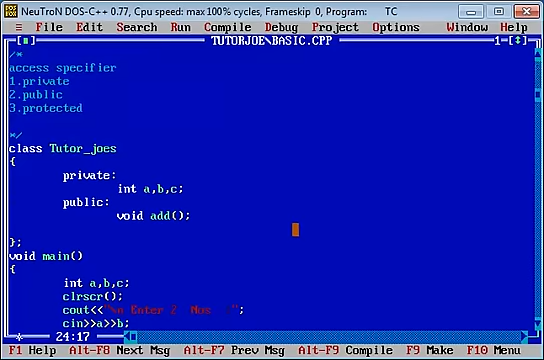 NeuTroN DOS-C++ 0.77, Cpu speed: max 100% cycles, Frameskip 0, Program: TC
≡ File Edit Search Run Compile Debug Project Options Window Help
[■] TUTORJOE\BASIC.CPP 1=[↕]
/*
access specifier
1.private
2.public
3.protected
*/
class Tutor_joes
{
private:
int a,b,c;
public:
void add();
};
void main()
{
int a,b,c;
clrscr();
cout<<"\n Enter 2 Nos :";
cin>>a>>b;
24:17
F1 Help Alt-F8 Next Msg Alt-F7 Prev Msg Alt-F9 Compile F9 Make F10 Menu